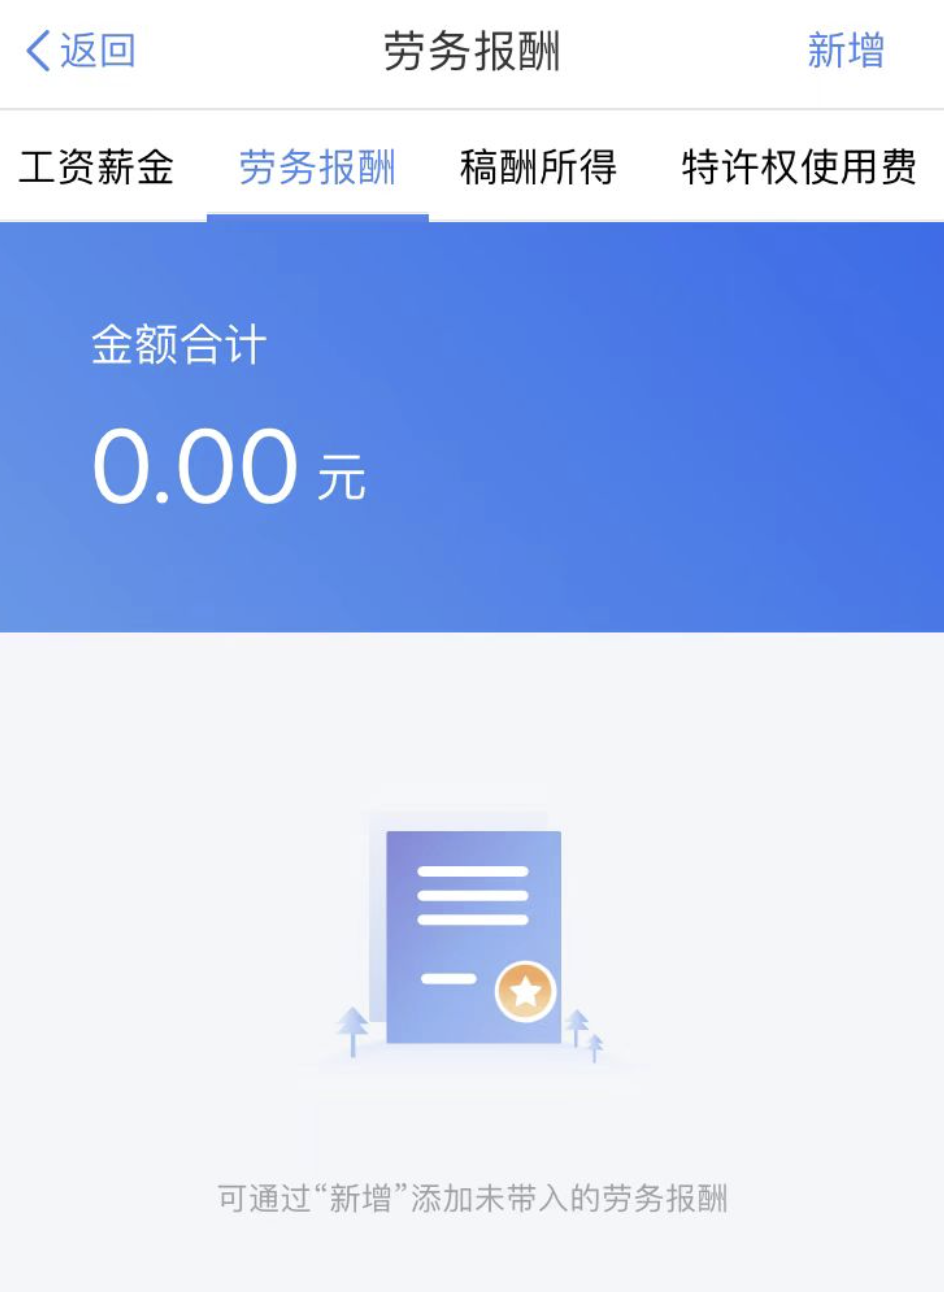 返回 劳务报酬 新增
工资薪金 劳务报酬 稿酬所得 特许权使用费
金额合计
0.00 元
可通过“新增”添加未带入的劳务报酬